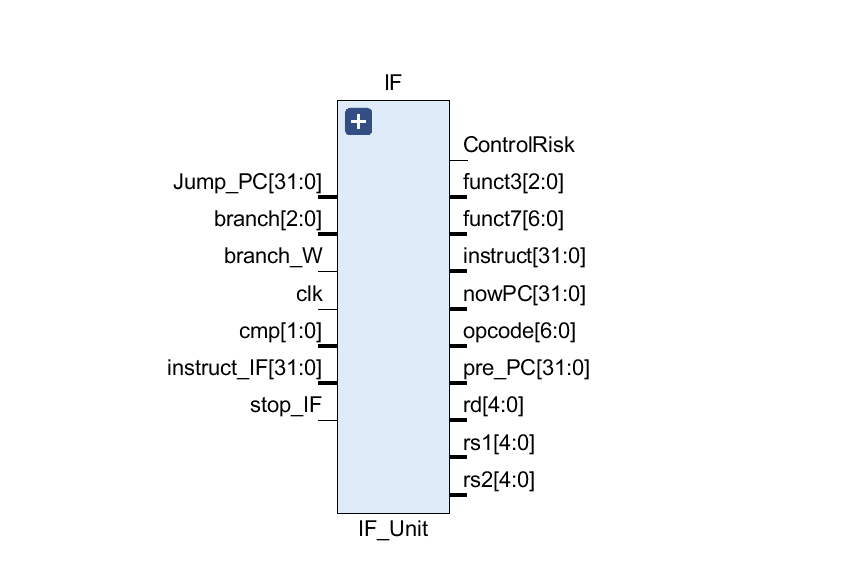 IF
ControlRisk
Jump_PC[31:0]
funct3[2:0]
branch[2:0]
funct7[6:0]
branch_W
instruct[31:0]
clk
nowPC[31:0]
cmp[1:0]
opcode[6:0]
instruct_IF[31:0]
pre_PC[31:0]
stop_IF
rd[4:0]
rs1[4:0]
rs2[4:0]
IF_Unit